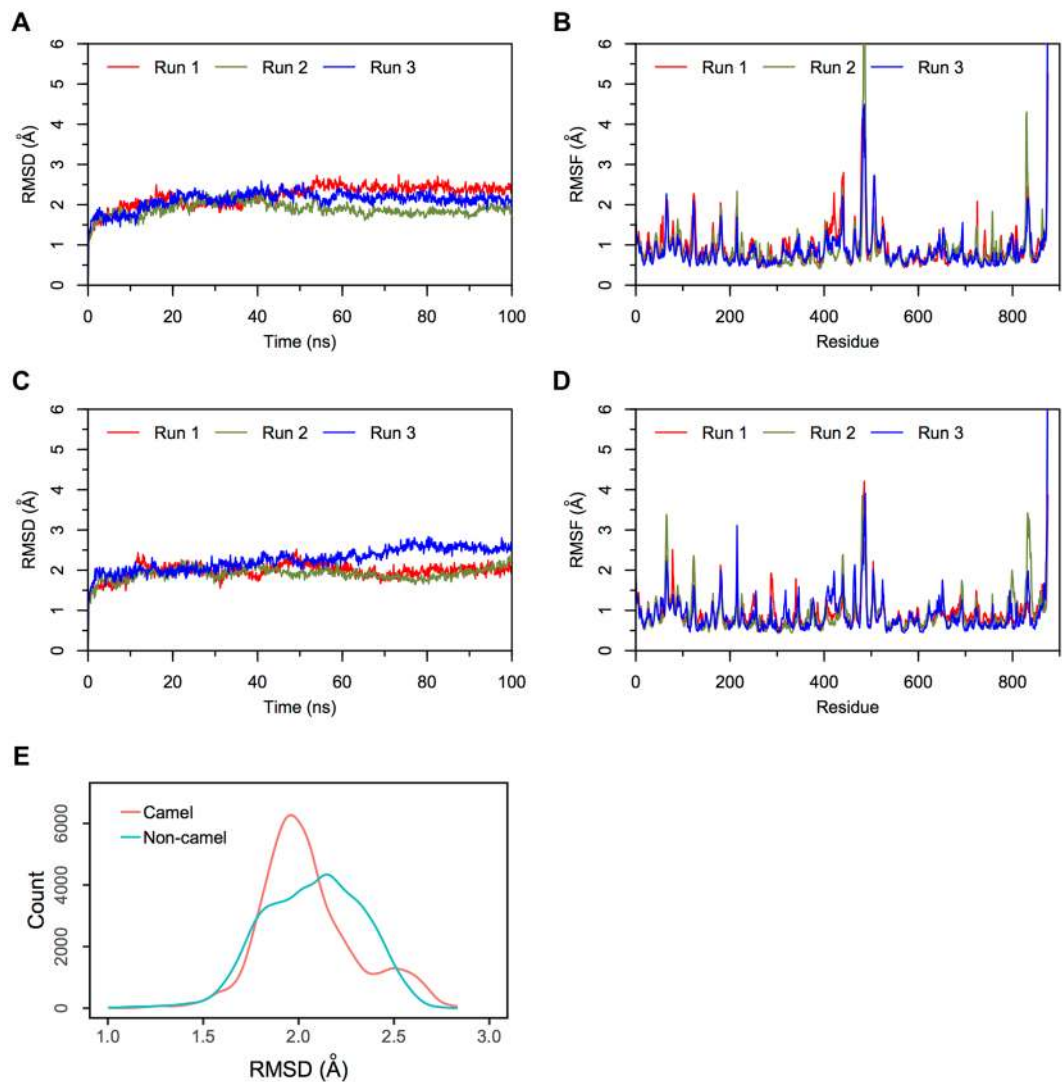 A
RMSD (Å)
6
5
4
3
2
1
0
Run 1 Run 2 Run 3
0 20 40 60 80 100
Time (ns)
B
RMSF (Å)
6
5
4
3
2
1
0
Run 1 Run 2 Run 3
0 200 400 600 800
Residue
C
RMSD (Å)
6
5
4
3
2
1
0
Run 1 Run 2 Run 3
0 20 40 60 80 100
Time (ns)
D
RMSF (Å)
6
5
4
3
2
1
0
Run 1 Run 2 Run 3
0 200 400 600 800
Residue
E
Count
6000
4000
2000
0
Camel
Non-camel
1.0 1.5 2.0 2.5 3.0
RMSD (Å)